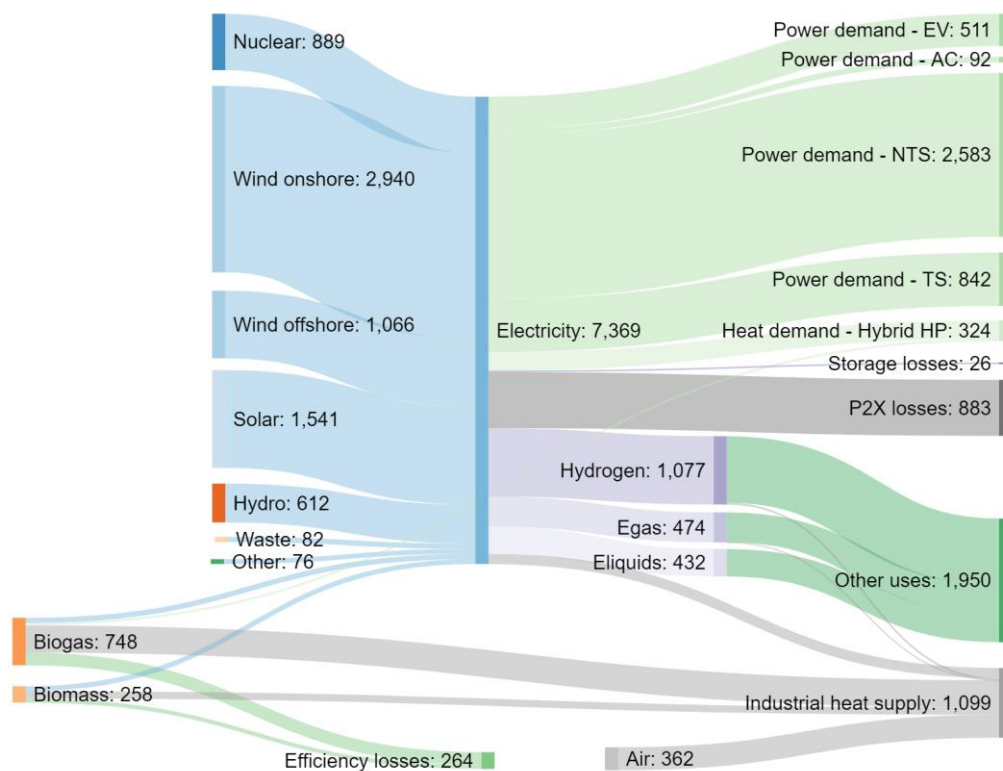 Nuclear: 889
Power demand - EV: 511
Power demand - AC: 92
Wind onshore: 2,940
Power demand - NTS: 2,583
Power demand - TS: 842
Wind offshore: 1,066
Electricity: 7,369
Heat demand - Hybrid HP: 324
Storage losses: 26
P2X losses: 883
Solar: 1,541
Hydrogen: 1,077
Hydro: 612
Egas: 474
Waste: 82
Other: 76
Eliquids: 432
Other uses: 1,950
Biogas: 748
Biomass: 258
Industrial heat supply: 1,099
Efficiency losses: 264
Air: 362